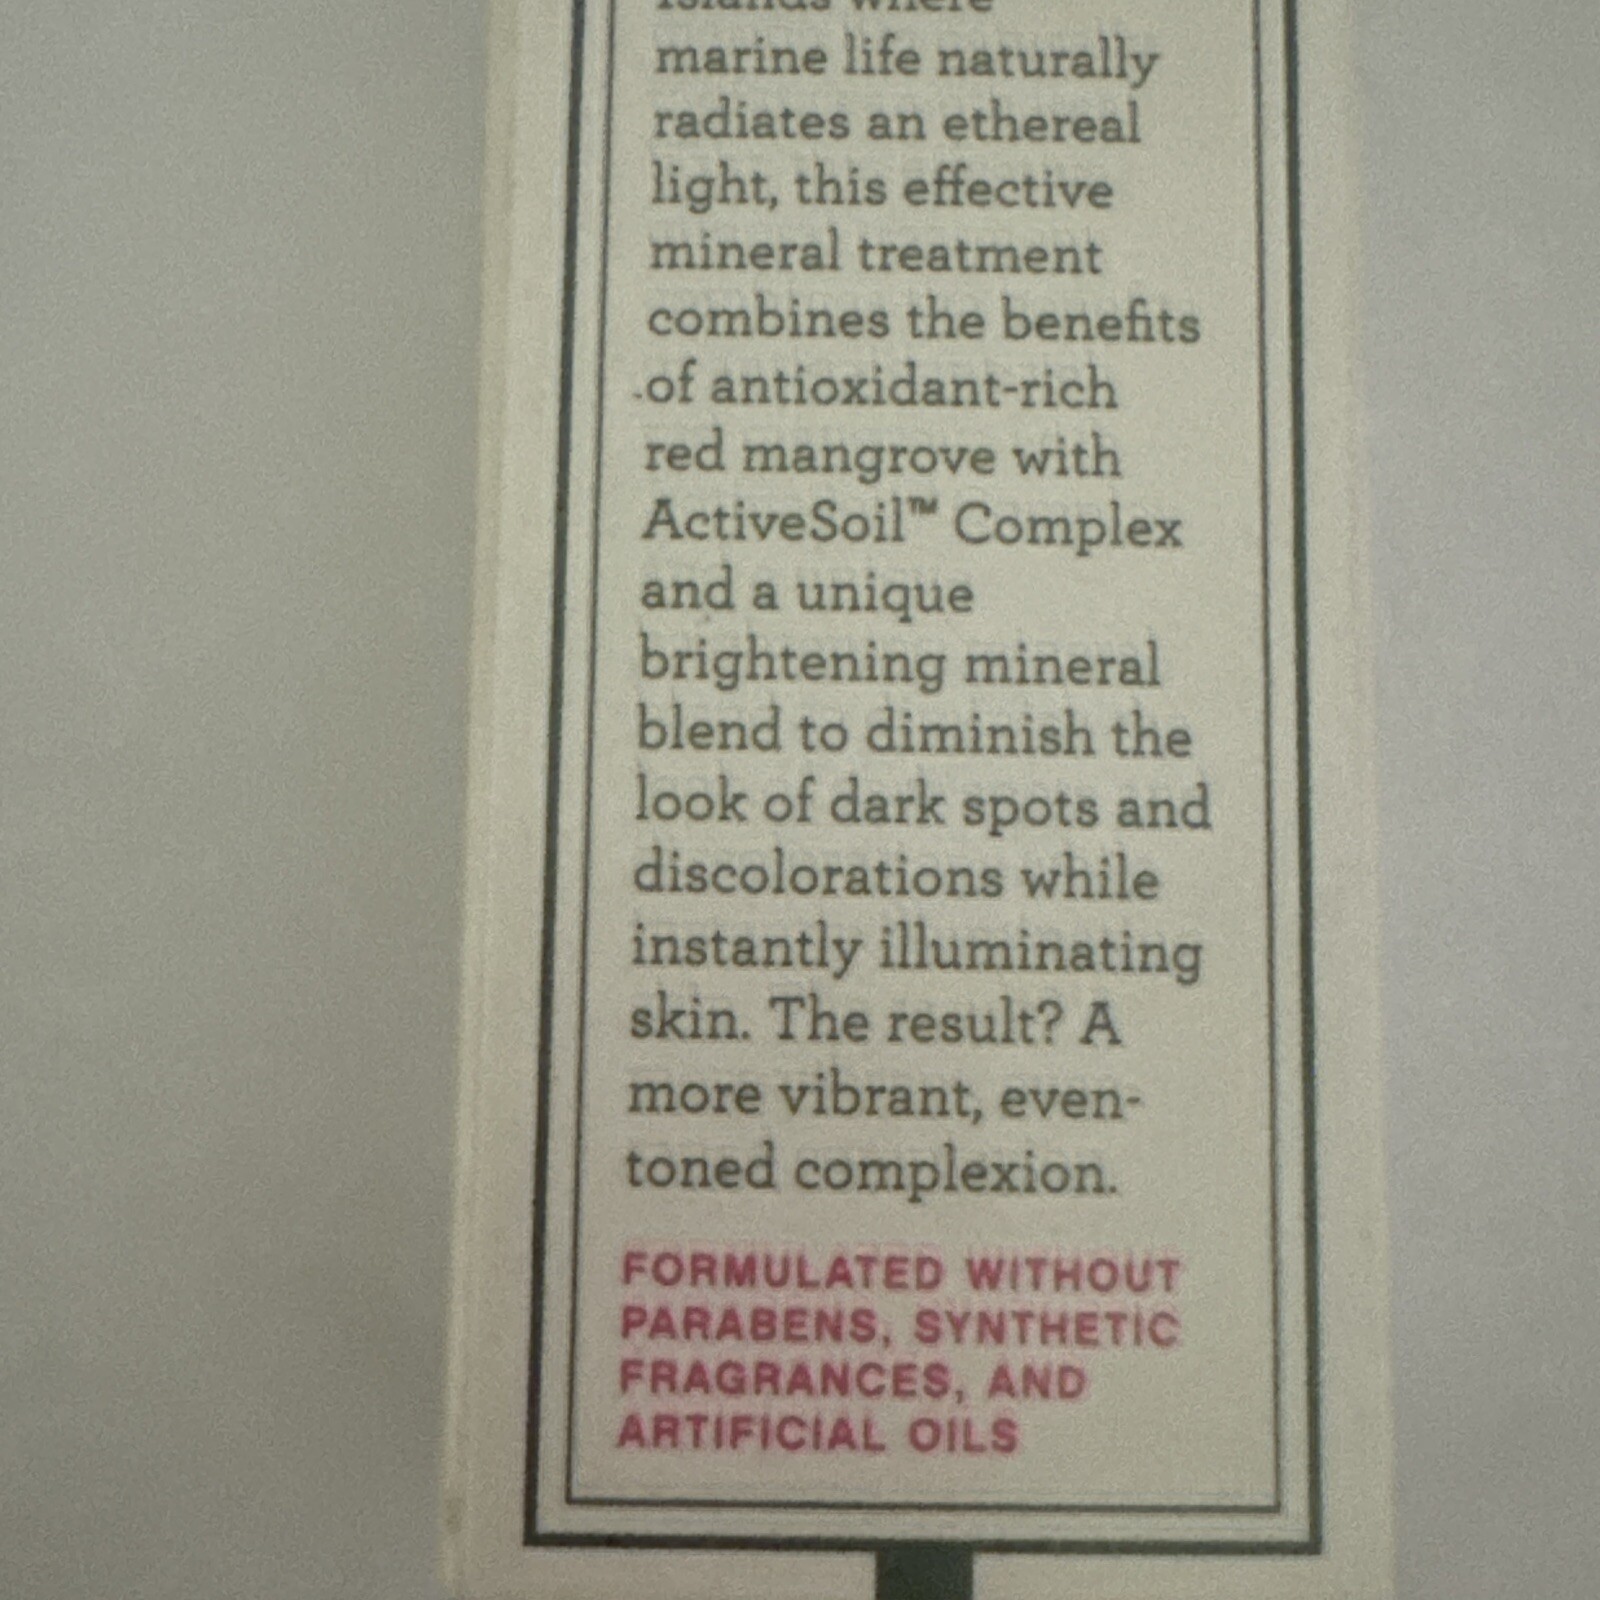 Islands where
marine life naturally
radiates an ethereal
light, this effective
mineral treatment
combines the benefits
of antioxidant-rich
red mangrove with
ActiveSoil™ Complex
and a unique
brightening mineral
blend to diminish the
look of dark spots and
discolorations while
instantly illuminating
skin. The result? A
more vibrant, even-
toned complexion.
FORMULATED WITHOUT
PARABENS, SYNTHETIC
FRAGRANCES, AND
ARTIFICIAL OILS